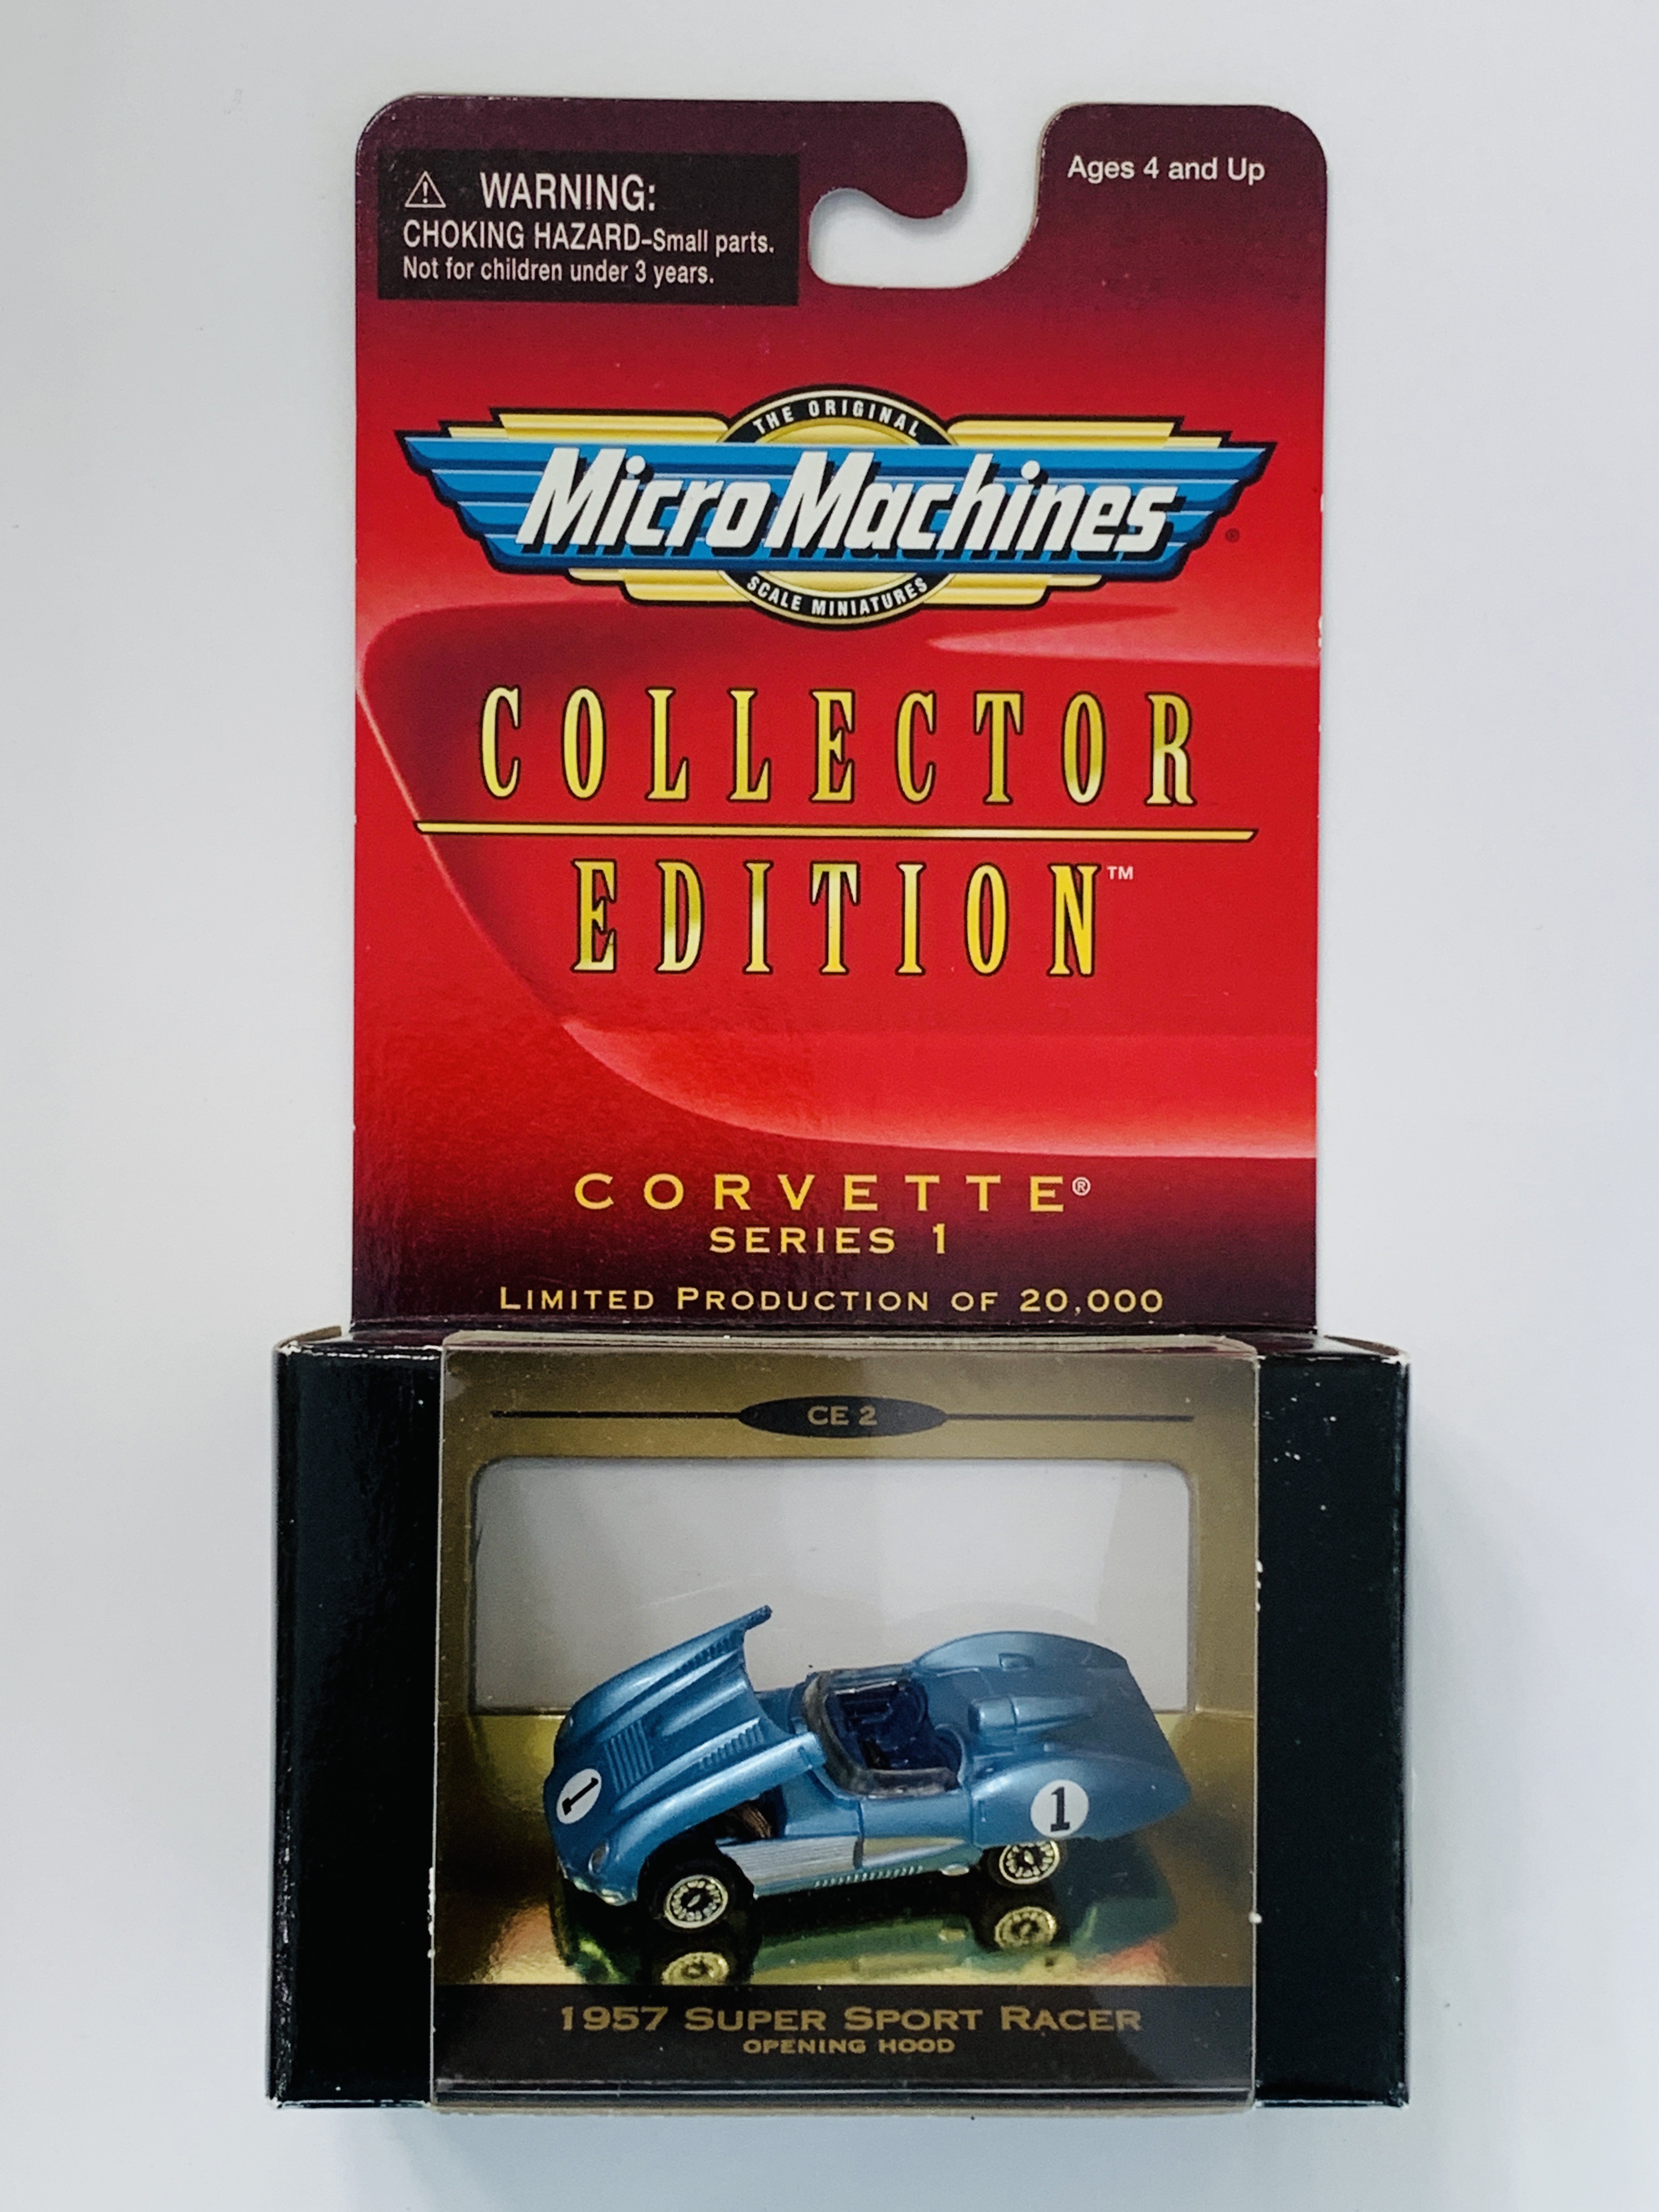 ⚠ WARNING:
CHOKING HAZARD-Small parts.
Not for children under 3 years.
Ages 4 and Up
THE ORIGINAL
Micro Machines®
SCALE MINIATURES
COLLECTOR
EDITION™
CORVETTE®
SERIES 1
LIMITED PRODUCTION OF 20,000
CE 2
1
1
1957 SUPER SPORT RACER
OPENING HOOD